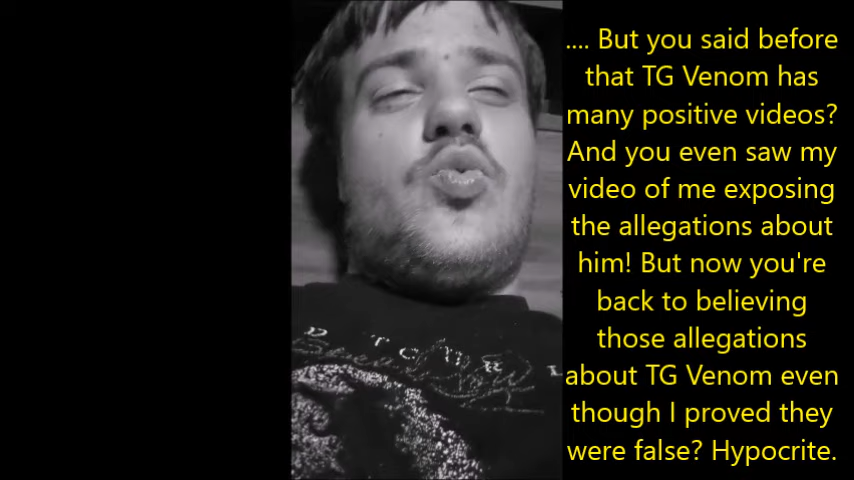 .... But you said before
that TG Venom has
many positive videos?
And you even saw my
video of me exposing
the allegations about
him! But now you're
back to believing
those allegations
about TG Venom even
though I proved they
were false? Hypocrite.